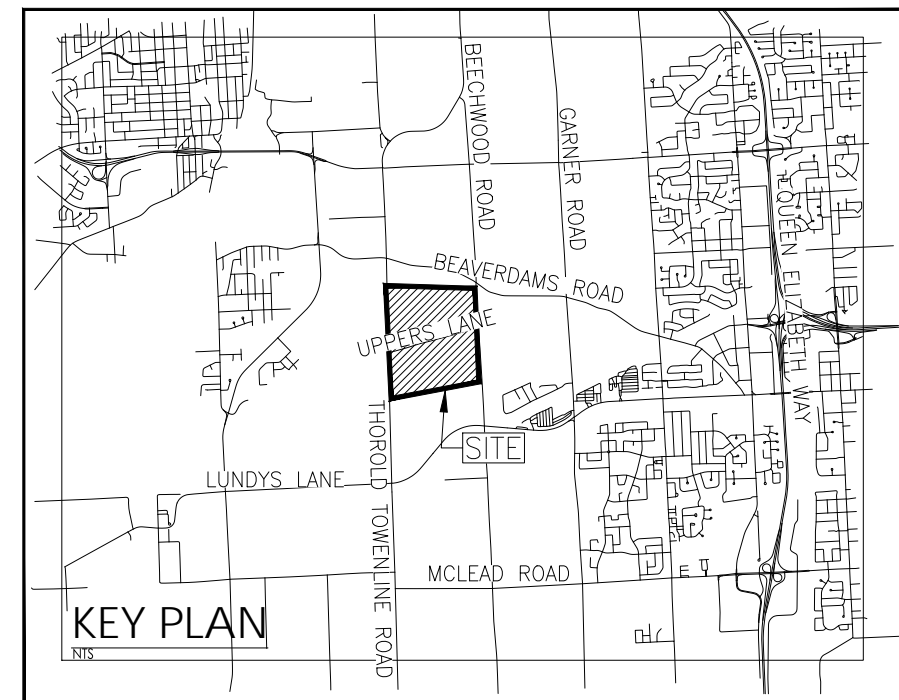 BEECHWOOD ROAD
GARNER ROAD
QUEEN ELIZABETH WAY
BEAVERDAMS ROAD
UPPERS LANE
THOROLD TOWENLINE ROAD
SITE
LUNDYS LANE
MCLEAD ROAD
KEY PLAN
NTS